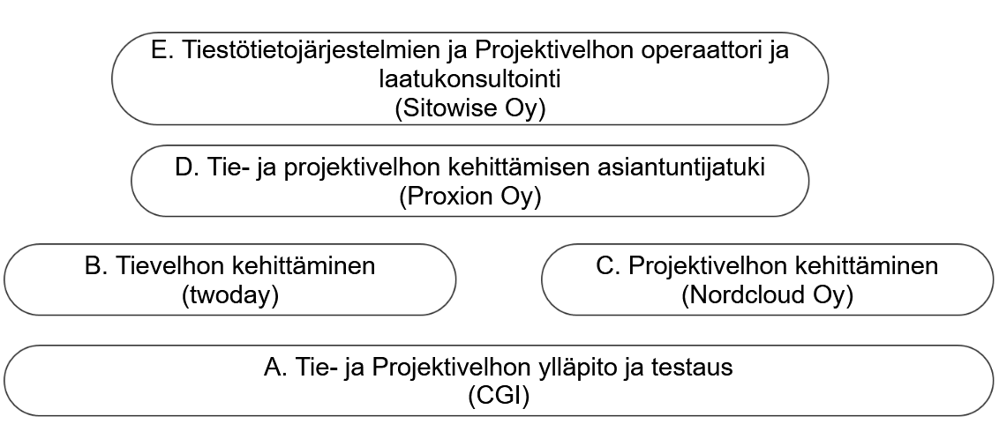 E. Tiestötietojärjestelmien ja Projektivelhon operaattori ja
laatukonsultointi
(Sitowise Oy)
D. Tie- ja projektivelhon kehittämisen asiantuntijatuki
(Proxion Oy)
B. Tievelhon kehittäminen
(twoday)
C. Projektivelhon kehittäminen
(Nordcloud Oy)
A. Tie- ja Projektivelhon ylläpito ja testaus
(CGI)